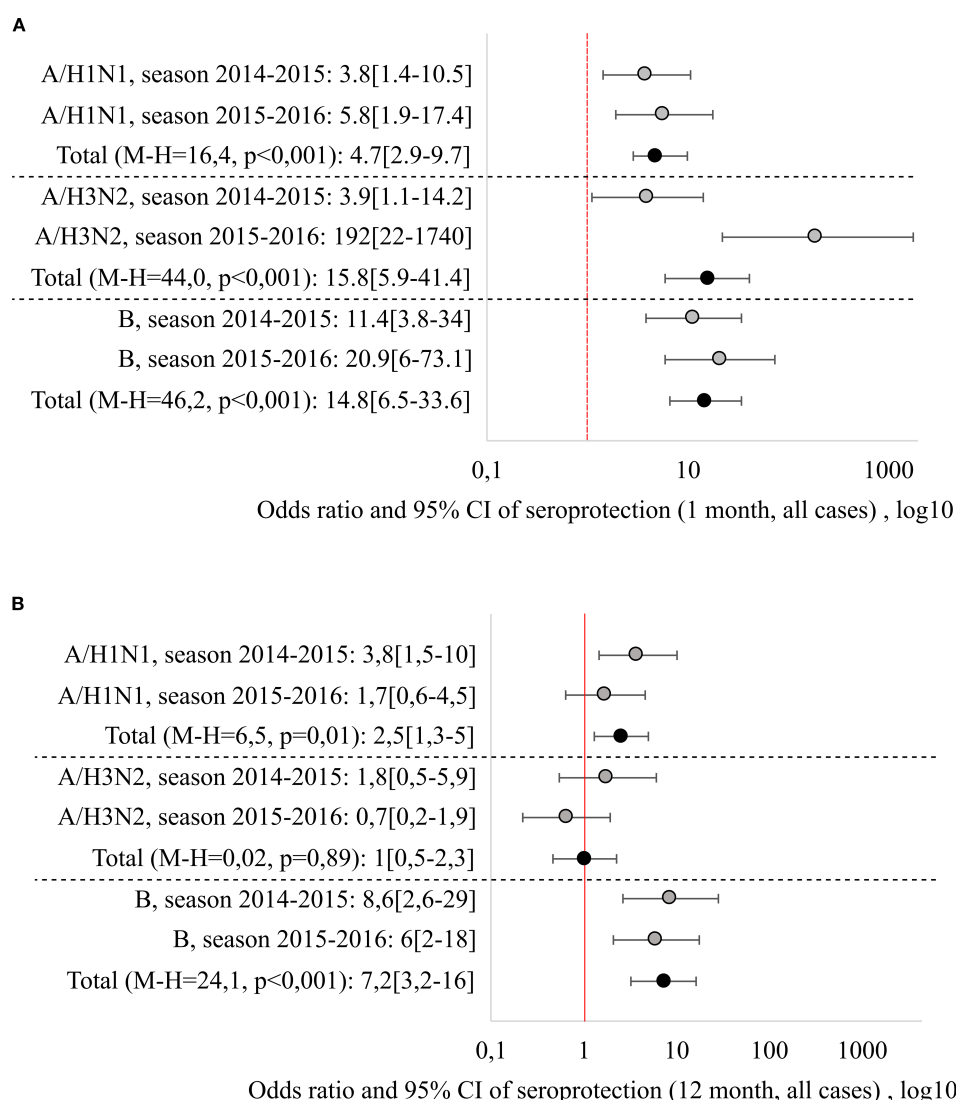 A
A/H1N1, season 2014-2015: 3.8[1.4-10.5]
A/H1N1, season 2015-2016: 5.8[1.9-17.4]
Total (M-H=16,4, p<0,001): 4.7[2.9-9.7]
A/H3N2, season 2014-2015: 3.9[1.1-14.2]
A/H3N2, season 2015-2016: 192[22-1740]
Total (M-H=44,0, p<0,001): 15.8[5.9-41.4]
B, season 2014-2015: 11.4[3.8-34]
B, season 2015-2016: 20.9[6-73.1]
Total (M-H=46,2, p<0,001): 14.8[6.5-33.6]
0,1 10 1000
Odds ratio and 95% CI of seroprotection (1 month, all cases) , log10
B
A/H1N1, season 2014-2015: 3,8[1,5-10]
A/H1N1, season 2015-2016: 1,7[0,6-4,5]
Total (M-H=6,5, p=0,01): 2,5[1,3-5]
A/H3N2, season 2014-2015: 1,8[0,5-5,9]
A/H3N2, season 2015-2016: 0,7[0,2-1,9]
Total (M-H=0,02, p=0,89): 1[0,5-2,3]
B, season 2014-2015: 8,6[2,6-29]
B, season 2015-2016: 6[2-18]
Total (M-H=24,1, p<0,001): 7,2[3,2-16]
0,1 1 10 100 1000
Odds ratio and 95% CI of seroprotection (12 month, all cases) , log10